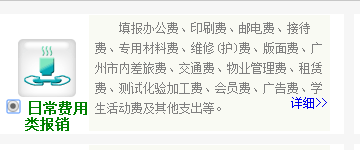 填报办公费、印刷费、邮电费、接待
费、专用材料费、维修(护)费、版面费、广
州市内差旅费、交通费、物业管理费、租赁
费、测试化验加工费、会员费、广告费、学
生活动费及其他支出等。
详细>>
日常费用
类报销